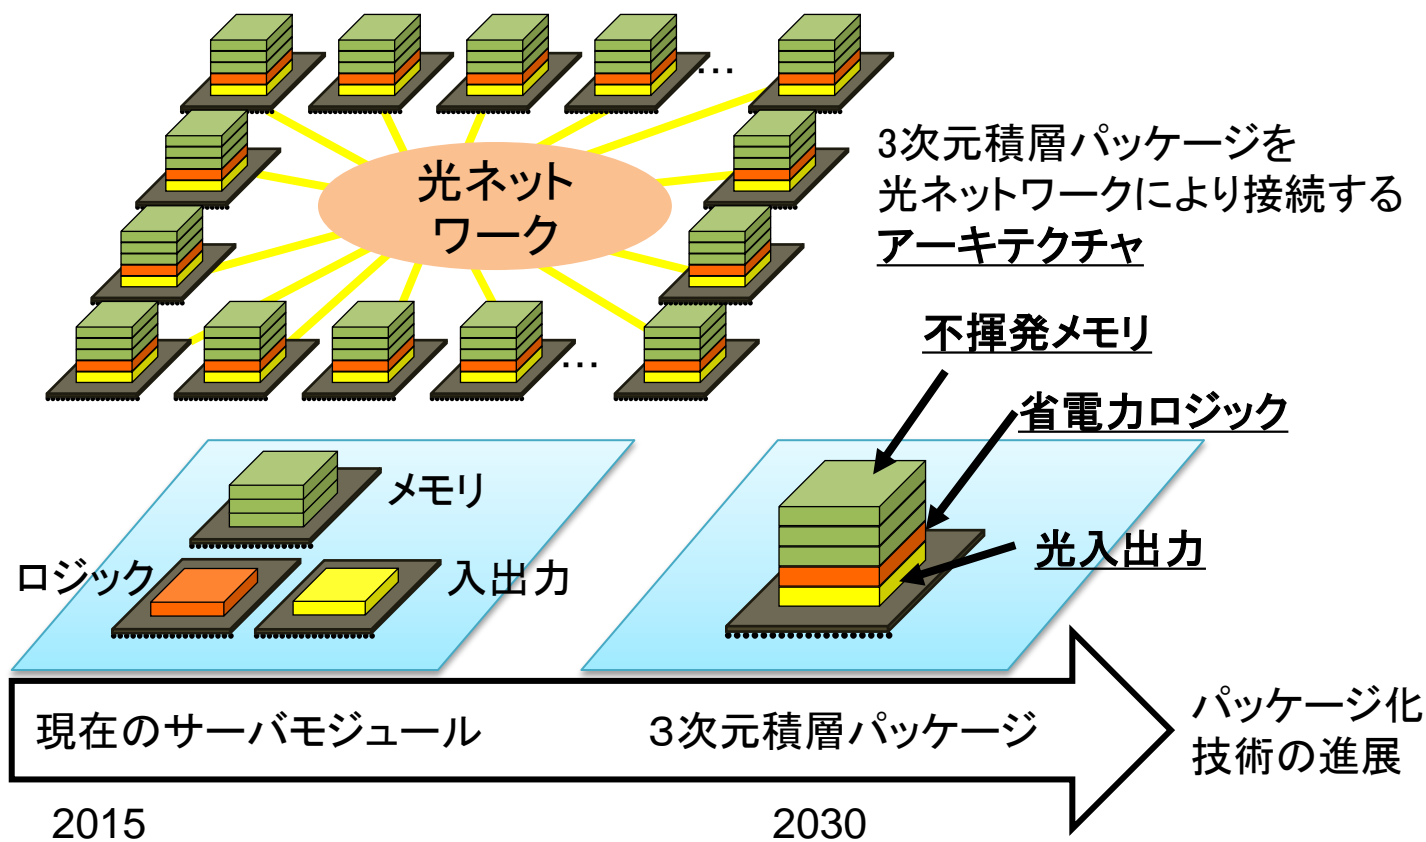 …
光ネット
ワーク
3次元積層パッケージを
光ネットワークにより接続する
アーキテクチャ
…
不揮発メモリ
省電力ロジック
光入出力
メモリ
ロジック
入出力
現在のサーバモジュール
３次元積層パッケージ
パッケージ化
技術の進展
2015
2030